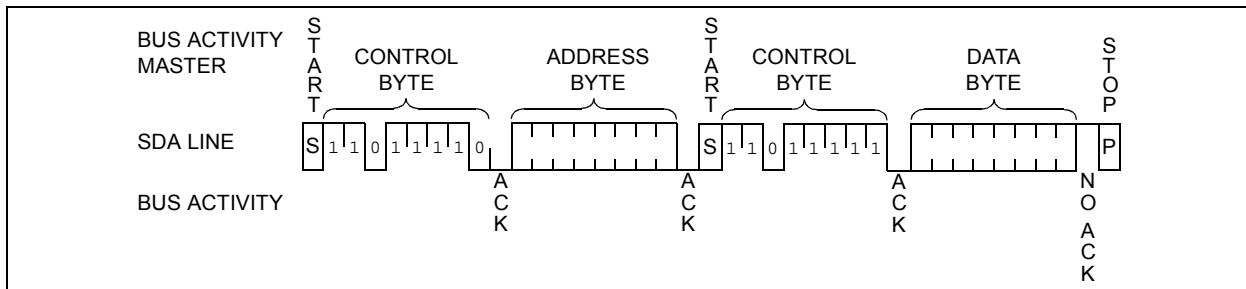 BUS ACTIVITY
MASTER
START
CONTROL
BYTE
ADDRESS
BYTE
START
CONTROL
BYTE
DATA
BYTE
STOP
SDA LINE
S 1 1 0 1 1 1 1 0
S 1 1 0 1 1 1 1 1
P
BUS ACTIVITY
ACK
ACK
ACK
NO ACK